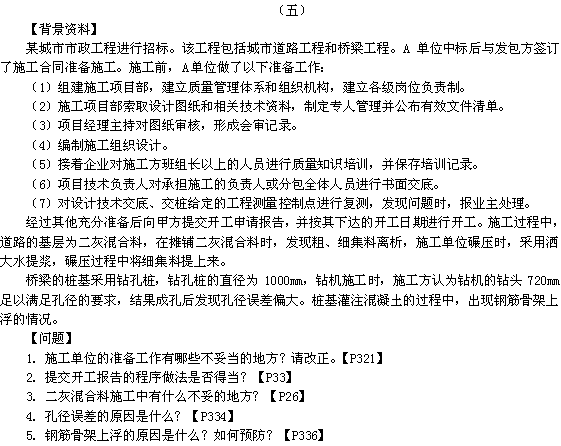 （五）
【背景资料】
某城市市政工程进行招标。该工程包括城市道路工程和桥梁工程。A 单位中标后与发包方签订
了施工合同准备施工。施工前，A单位做了以下准备工作：
（1）组建施工项目部，建立质量管理体系和组织机构，建立各级岗位负责制。
（2）施工项目部索取设计图纸和相关技术资料，制定专人管理并公布有效文件清单。
（3）项目经理主持对图纸审核，形成会审记录。
（4）编制施工组织设计。
（5）接着企业对施工方班组长以上的人员进行质量知识培训，并保存培训记录。
（6）项目技术负责人对承担施工的负责人或分包全体人员进行书面交底。
（7）对设计技术交底、交桩给定的工程测量控制点进行复测，发现问题时，报业主处理。
经过其他充分准备后向甲方提交开工申请报告，并按其下达的开工日期进行开工。施工过程中，
道路的基层为二灰混合料，在摊铺二灰混合料时，发现粗、细集料离析，施工单位碾压时，采用洒
大水提浆，碾压过程中将细集料提上来。
桥梁的桩基采用钻孔桩，钻孔桩的直径为 1000mm，钻机施工时，施工方认为钻机的钻头 720mm
足以满足孔径的要求，结果成孔后发现孔径误差偏大。桩基灌注混凝土的过程中，出现钢筋骨架上
浮的情况。
【问题】
1. 施工单位的准备工作有哪些不妥当的地方？请改正。【P321】
2. 提交开工报告的程序做法是否得当？【P33】
3. 二灰混合料施工中有什么不妥的地方？【P26】
4. 孔径误差的原因是什么？【P334】
5. 钢筋骨架上浮的原因是什么？如何预防？【P336】